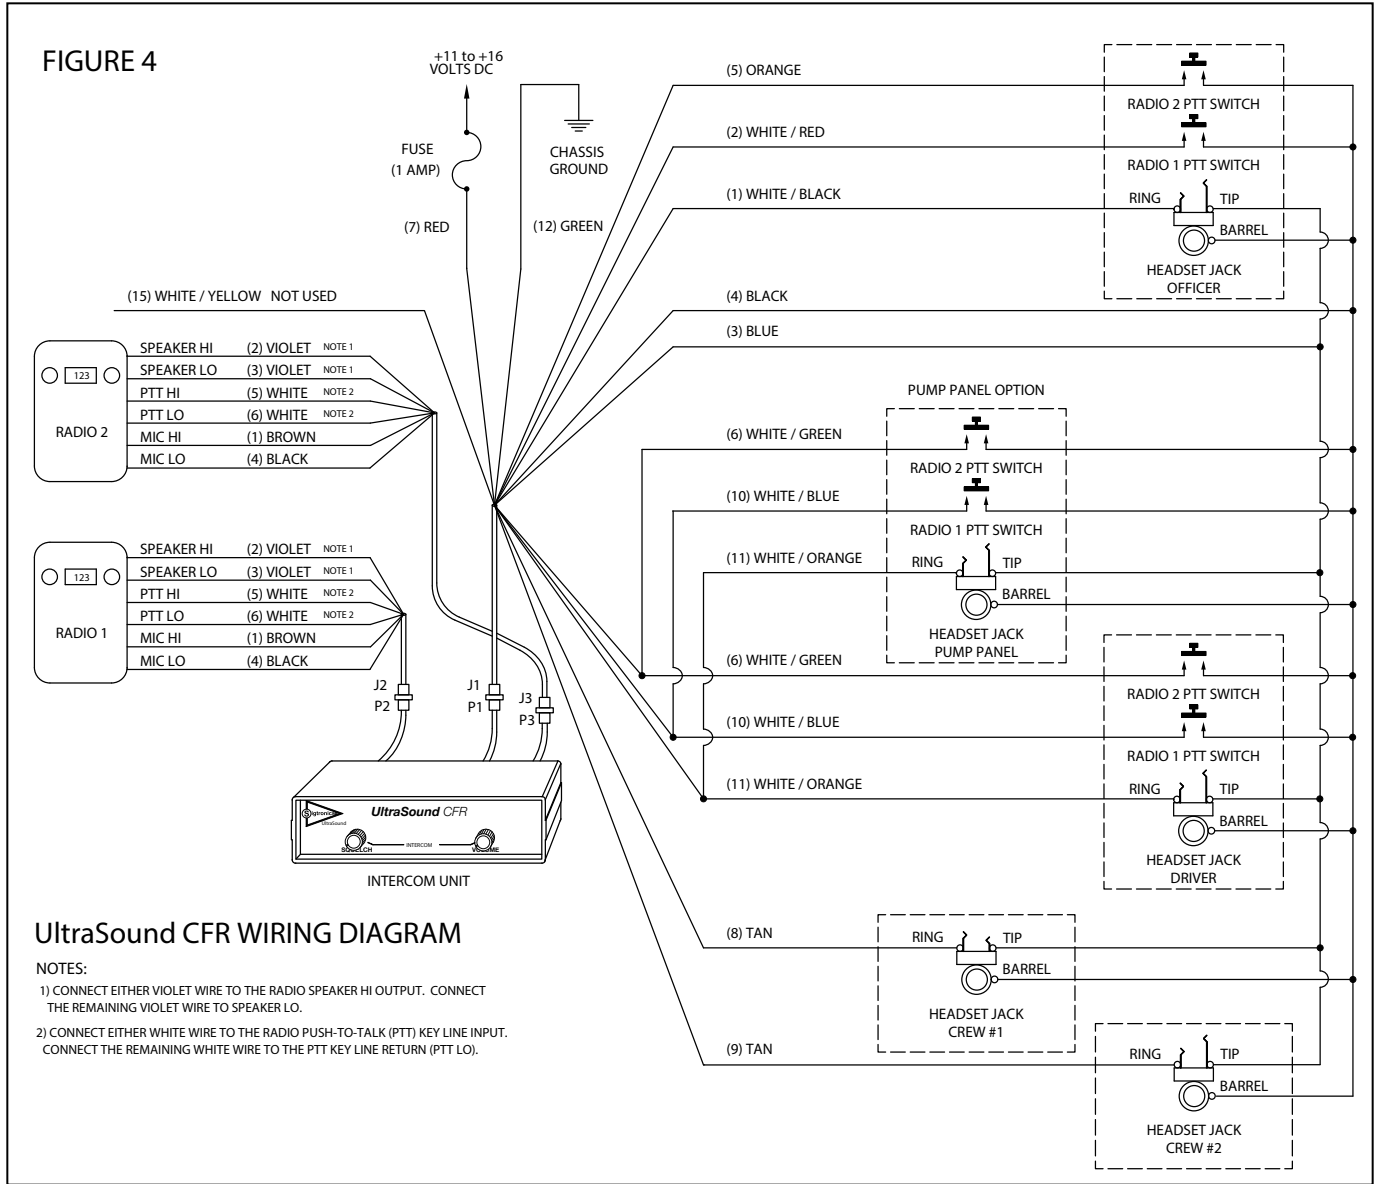 FIGURE 4
+11 to +16
VOLTS DC
FUSE
(1 AMP)
CHASSIS
GROUND
(7) RED
(12) GREEN
(15) WHITE / YELLOW NOT USED
SPEAKER HI (2) VIOLET NOTE 1
SPEAKER LO (3) VIOLET NOTE 1
PTT HI (5) WHITE NOTE 2
PTT LO (6) WHITE NOTE 2
MIC HI (1) BROWN
MIC LO (4) BLACK
123
RADIO 2
SPEAKER HI (2) VIOLET NOTE 1
SPEAKER LO (3) VIOLET NOTE 1
PTT HI (5) WHITE NOTE 2
PTT LO (6) WHITE NOTE 2
MIC HI (1) BROWN
MIC LO (4) BLACK
123
RADIO 1
J2
P2
J1
P1
J3
P3
Sigtronics
UltraSound
UltraSound CFR
SQUELCH
INTERCOM
VOLUME
INTERCOM UNIT
(5) ORANGE
RADIO 2 PTT SWITCH
(2) WHITE / RED
RADIO 1 PTT SWITCH
(1) WHITE / BLACK
RING
TIP
BARREL
HEADSET JACK
OFFICER
(4) BLACK
(3) BLUE
PUMP PANEL OPTION
(6) WHITE / GREEN
RADIO 2 PTT SWITCH
(10) WHITE / BLUE
RADIO 1 PTT SWITCH
(11) WHITE / ORANGE
RING
TIP
BARREL
HEADSET JACK
PUMP PANEL
(6) WHITE / GREEN
RADIO 2 PTT SWITCH
(10) WHITE / BLUE
RADIO 1 PTT SWITCH
(11) WHITE / ORANGE
RING
TIP
BARREL
HEADSET JACK
DRIVER
(8) TAN
RING
TIP
BARREL
HEADSET JACK
CREW #1
(9) TAN
RING
TIP
BARREL
HEADSET JACK
CREW #2
UltraSound CFR WIRING DIAGRAM
NOTES:
1) CONNECT EITHER VIOLET WIRE TO THE RADIO SPEAKER HI OUTPUT. CONNECT
THE REMAINING VIOLET WIRE TO SPEAKER LO.
2) CONNECT EITHER WHITE WIRE TO THE RADIO PUSH-TO-TALK (PTT) KEY LINE INPUT.
CONNECT THE REMAINING WHITE WIRE TO THE PTT KEY LINE RETURN (PTT LO).